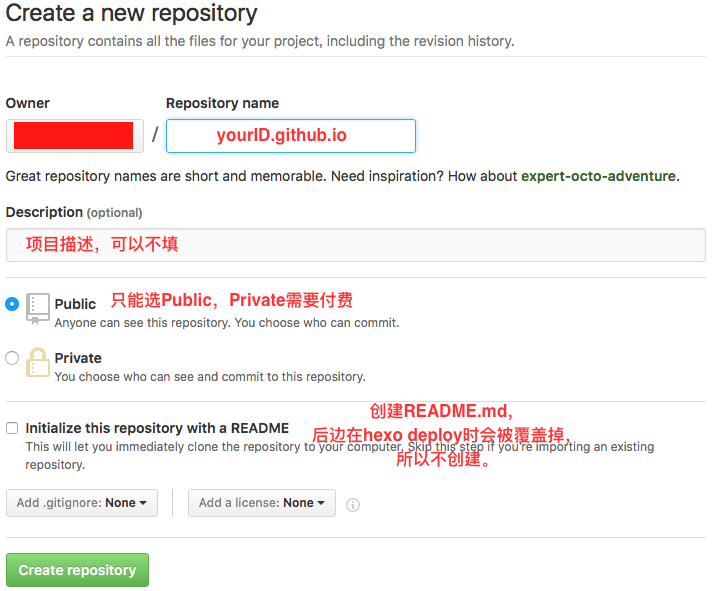 Create a new repository
A repository contains all the files for your project, including the revision history.
Owner
Repository name
/
yourID.github.io
Great repository names are short and memorable. Need inspiration? How about expert-octo-adventure.
Description (optional)
项目描述，可以不填
Public
只能选Public，Private需要付费
Anyone can see this repository. You choose who can commit.
Private
You choose who can see and commit to this repository.
创建README.md，
后边在hexo deploy时会被覆盖掉，
所以不创建。
Initialize this repository with a README
This will let you immediately clone the repository to your computer. Skip this step if you're importing an existing
repository.
Add .gitignore: None
Add a license: None
Create repository